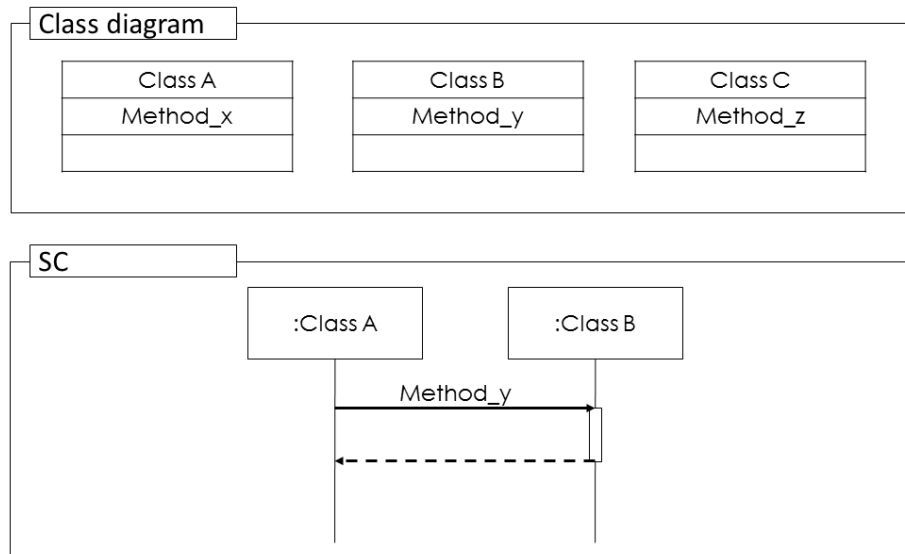 Class diagram
Class A
Class B
Class C
Method_x
Method_y
Method_z
SC
:Class A
:Class B
Method_y